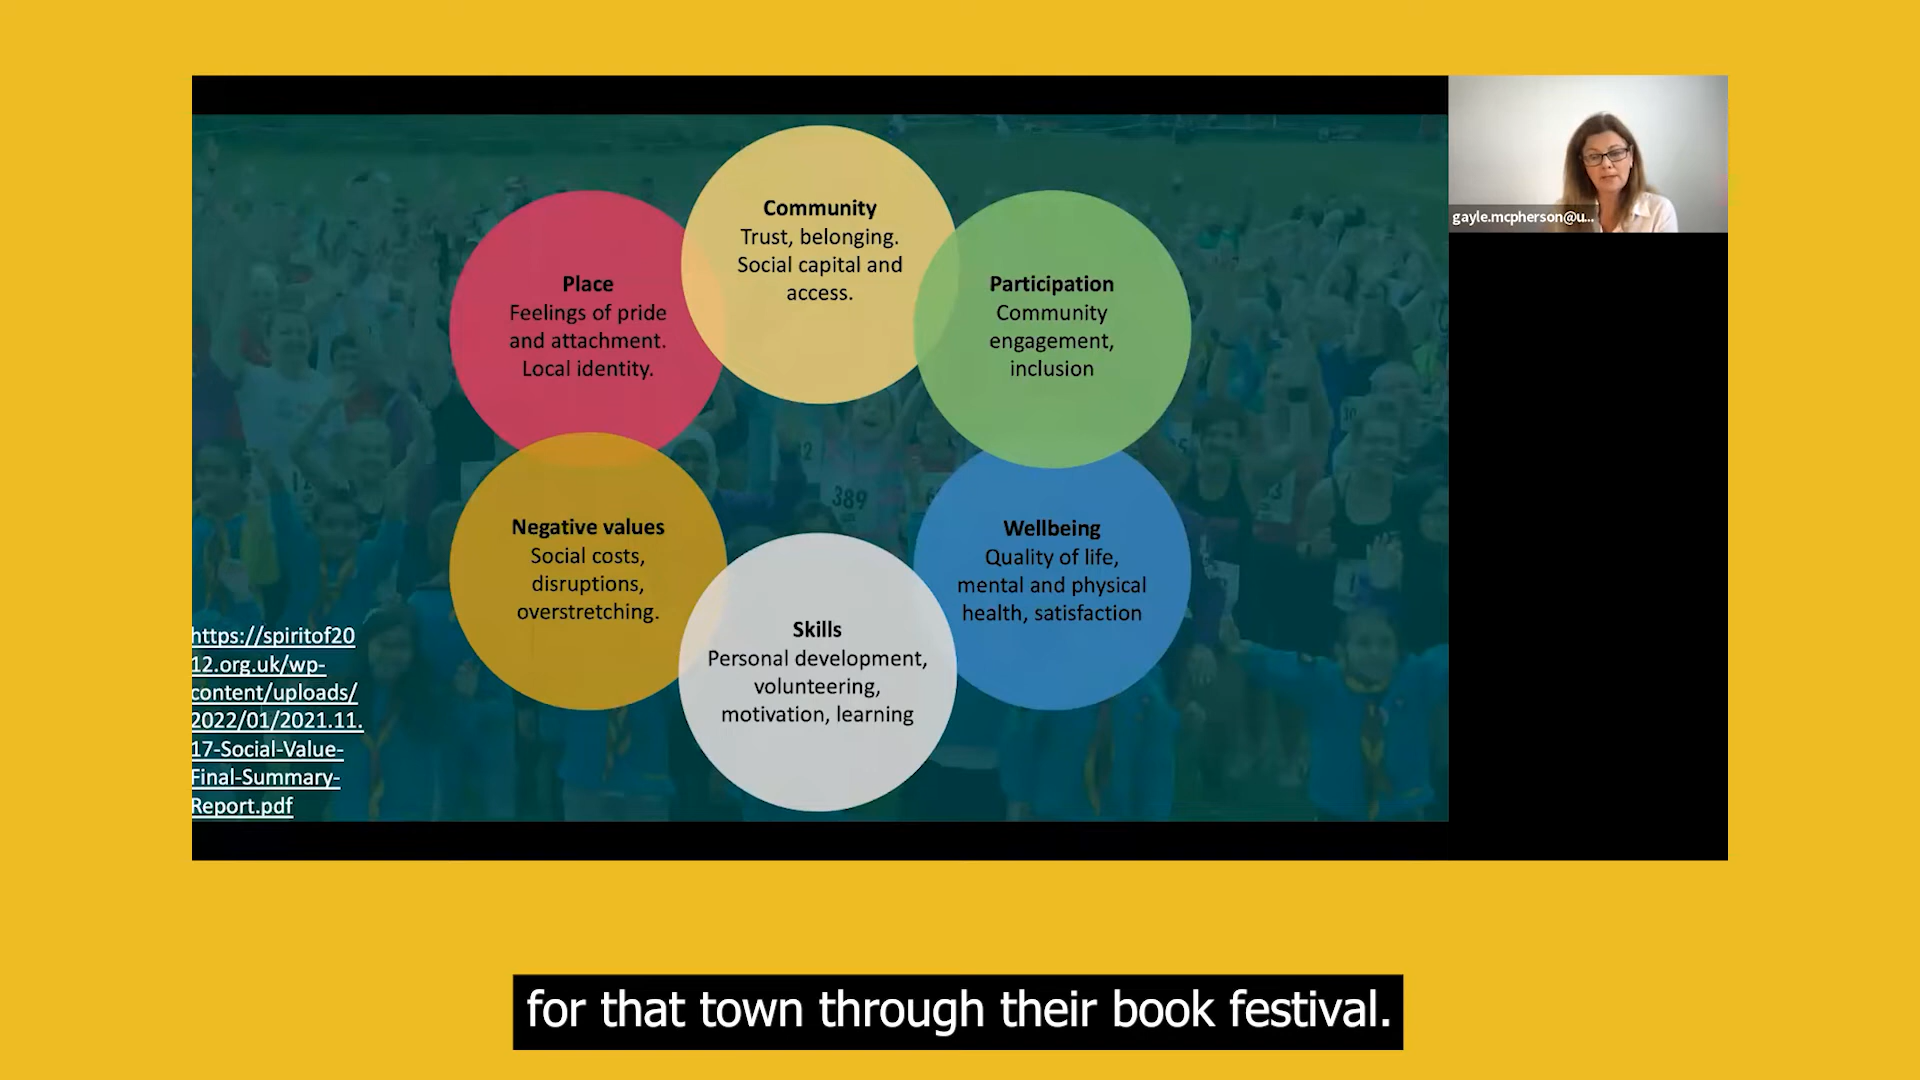 Community
Trust, belonging.
Social capital and
access.
gayle.mcpherson@u...
Place
Feelings of pride
and attachment.
Local identity.
Participation
Community
engagement,
inclusion
389
Negative values
Social costs,
disruptions,
overstretching.
Wellbeing
Quality of life,
mental and physical
health, satisfaction
Skills
Personal development,
volunteering,
motivation, learning
https://spiritof20
12.org.uk/wp-
content/uploads/
2022/01/2021.11.
17-Social-Value-
Final-Summary-
Report.pdf
for that town through their book festival.